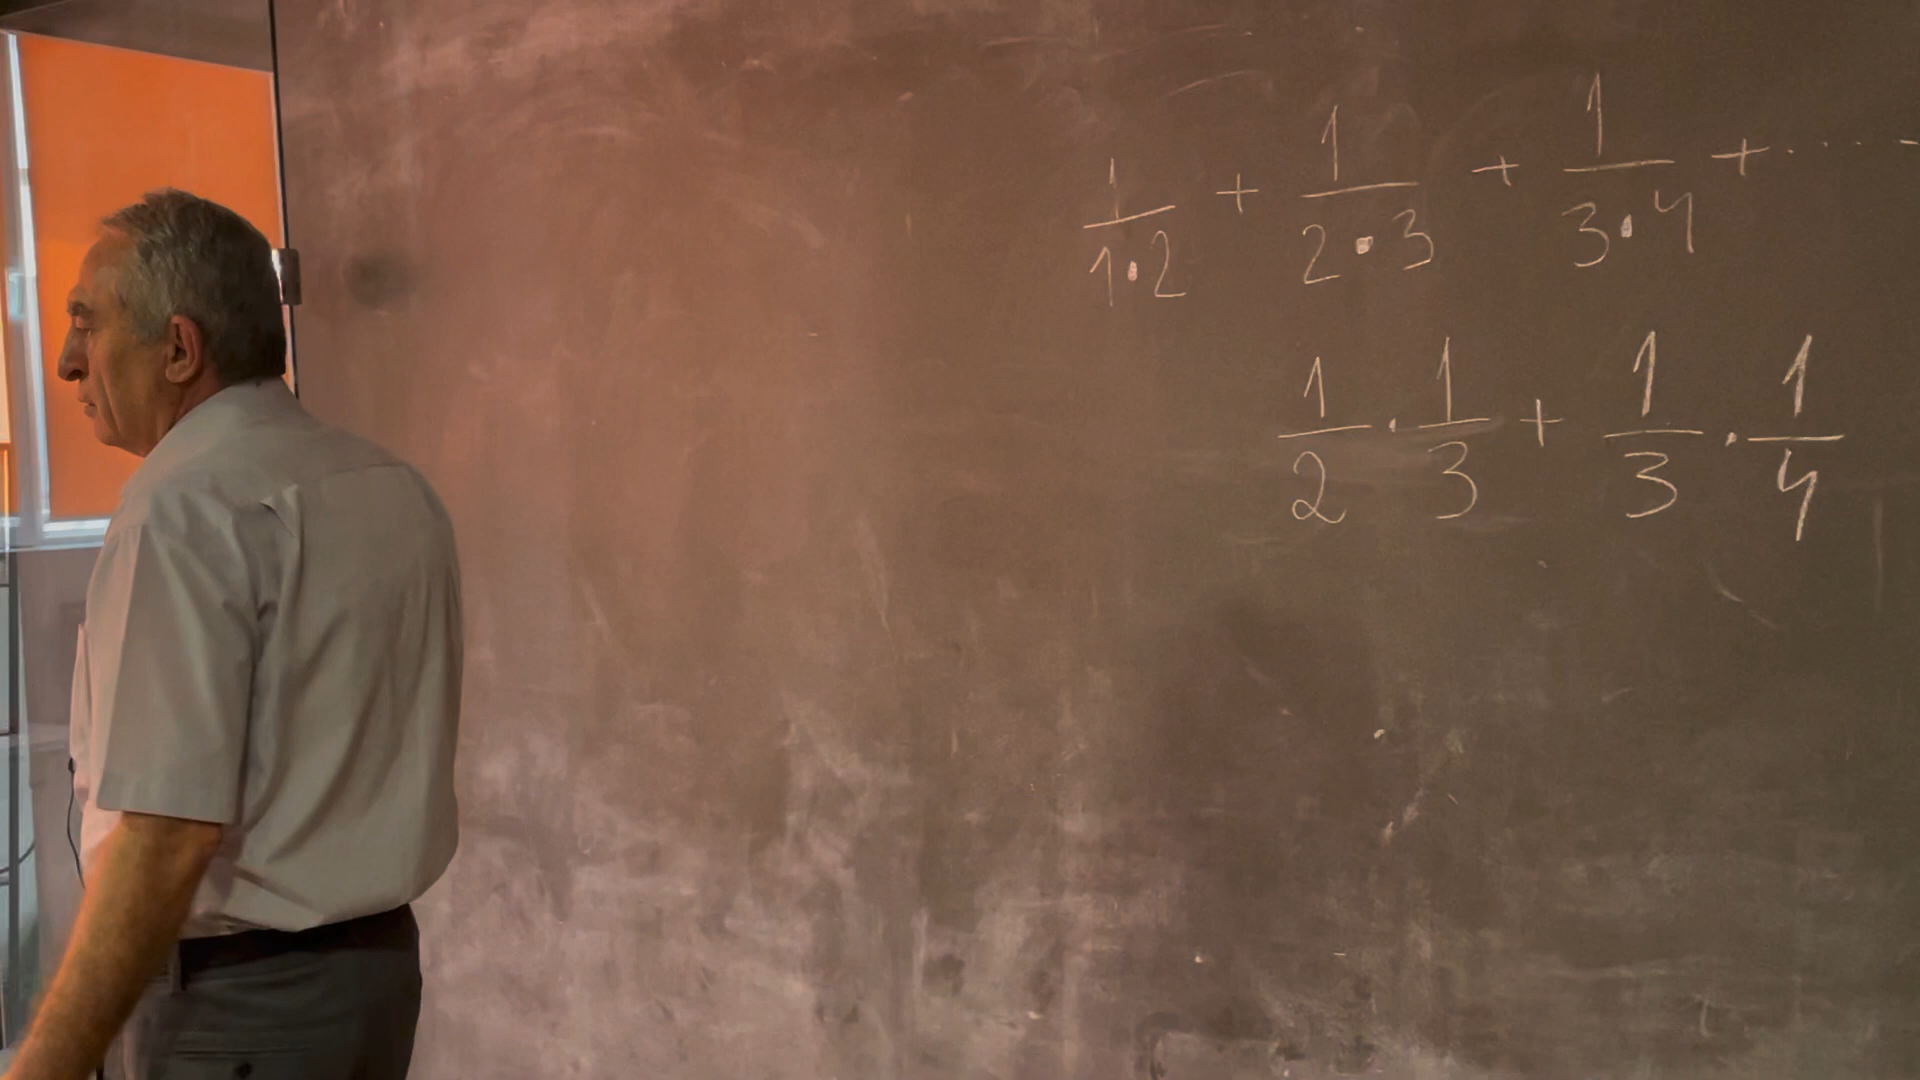 1/(1·2) + 1/(2·3) + 1/(3·4) + .....
1/2 · 1/3 + 1/3 · 1/4